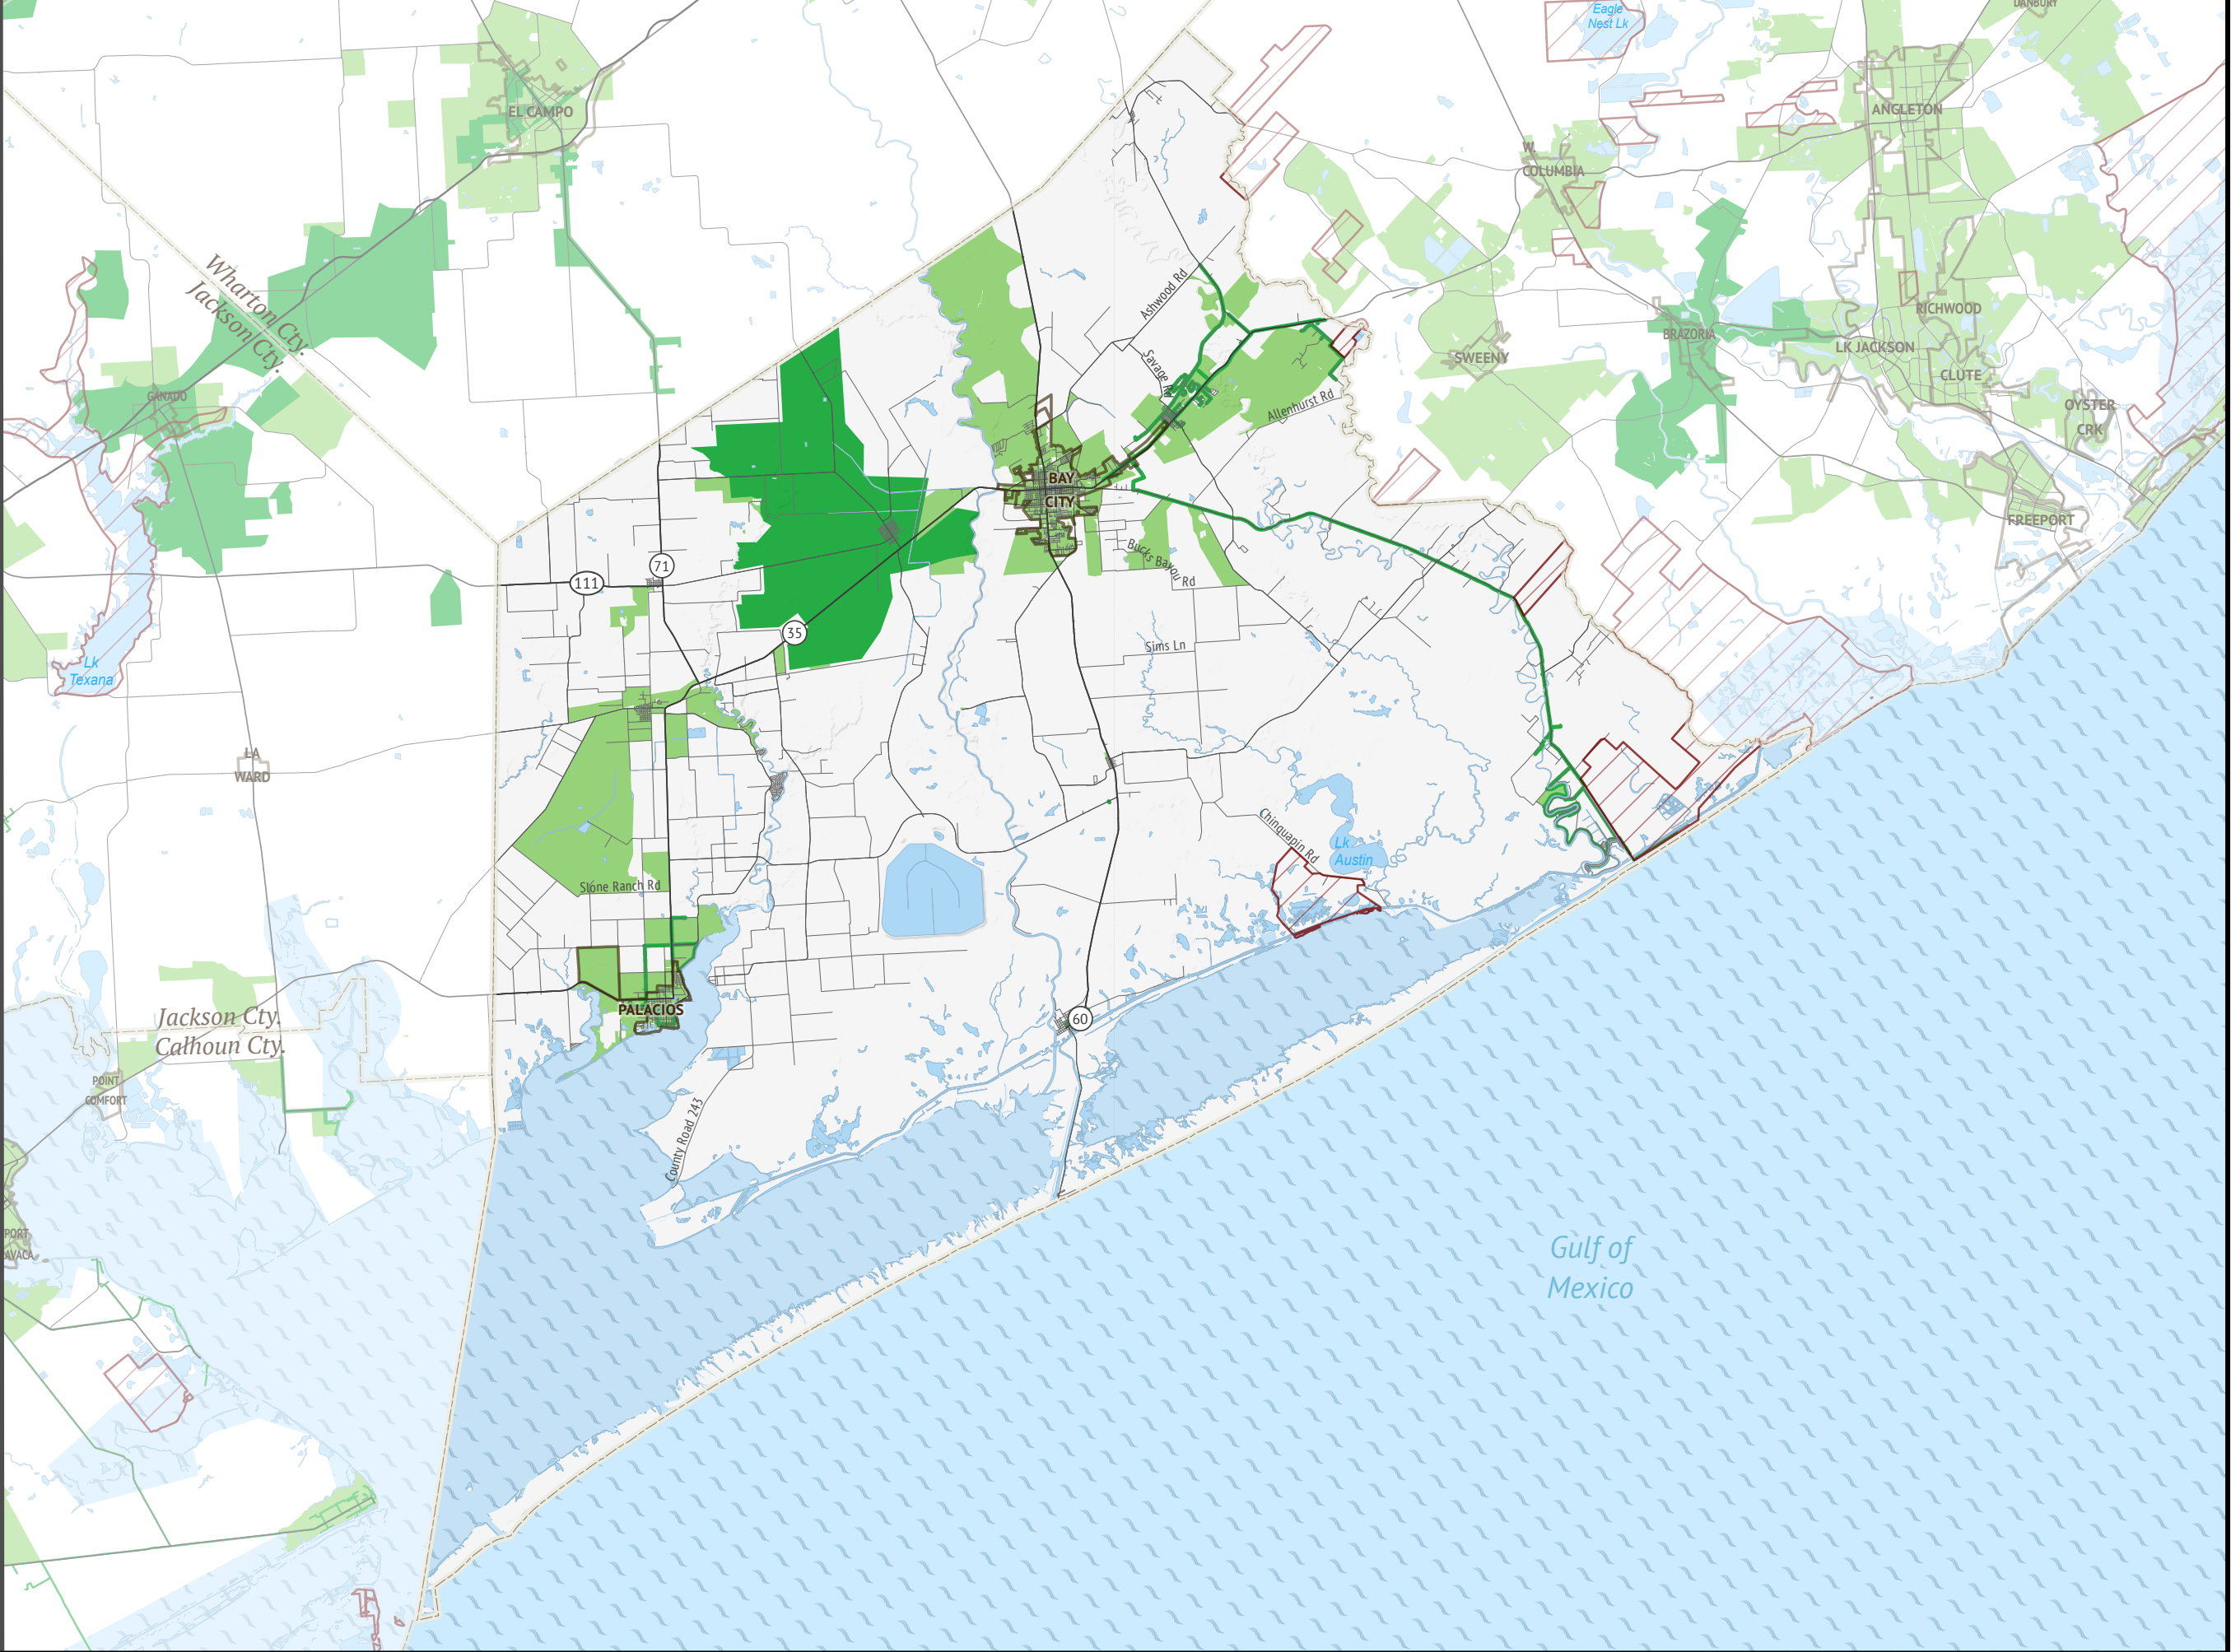 Eagle
Nest Lk
DANBURY
EL CAMPO
ANGLETON
W.
COLUMBIA
Wharton Cty.
Jackson Cty.
Ashwood Rd
RICHWOOD
BRAZORIA
LK JACKSON
SWEENY
Savage Rd
CLUTE
GANADO
Allenhurst Rd
OYSTER
CRK
BAY
CITY
FREEPORT
Bucks Bayou Rd
71
111
35
Sims Ln
Lk
Texana
LA
WARD
Chinquapin Rd
Lk
Austin
Slone Ranch Rd
PALACIOS
Jackson Cty.
Calhoun Cty.
60
POINT
COMFORT
County Road 243
PORT
AVACA
Gulf of
Mexico